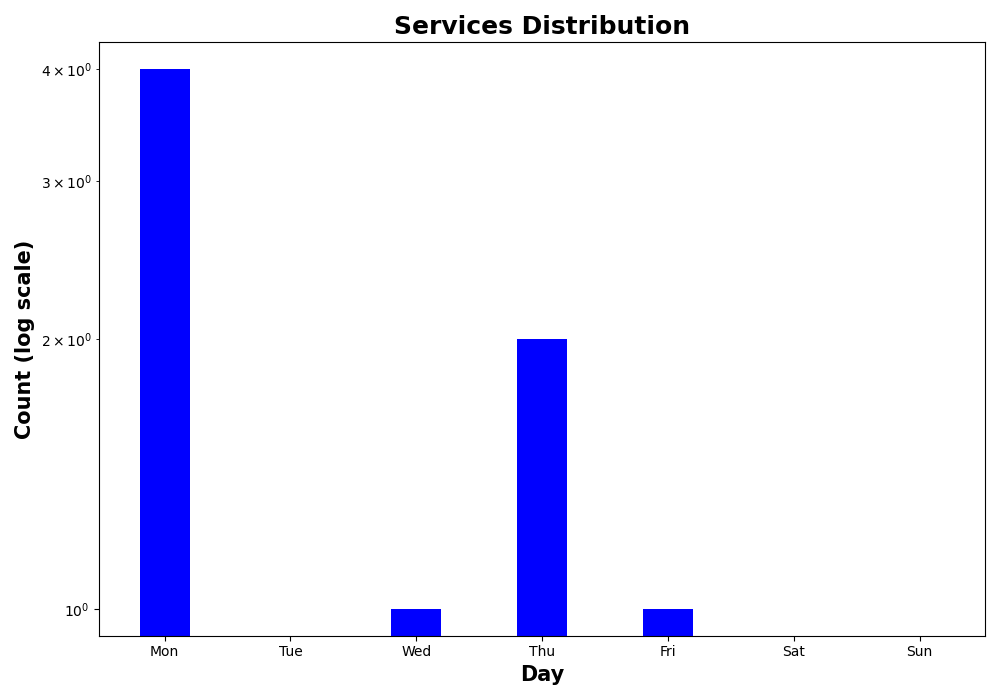 Services Distribution
Count (log scale)
4 × 10⁰
3 × 10⁰
2 × 10⁰
10⁰
Mon Tue Wed Thu Fri Sat Sun
Day